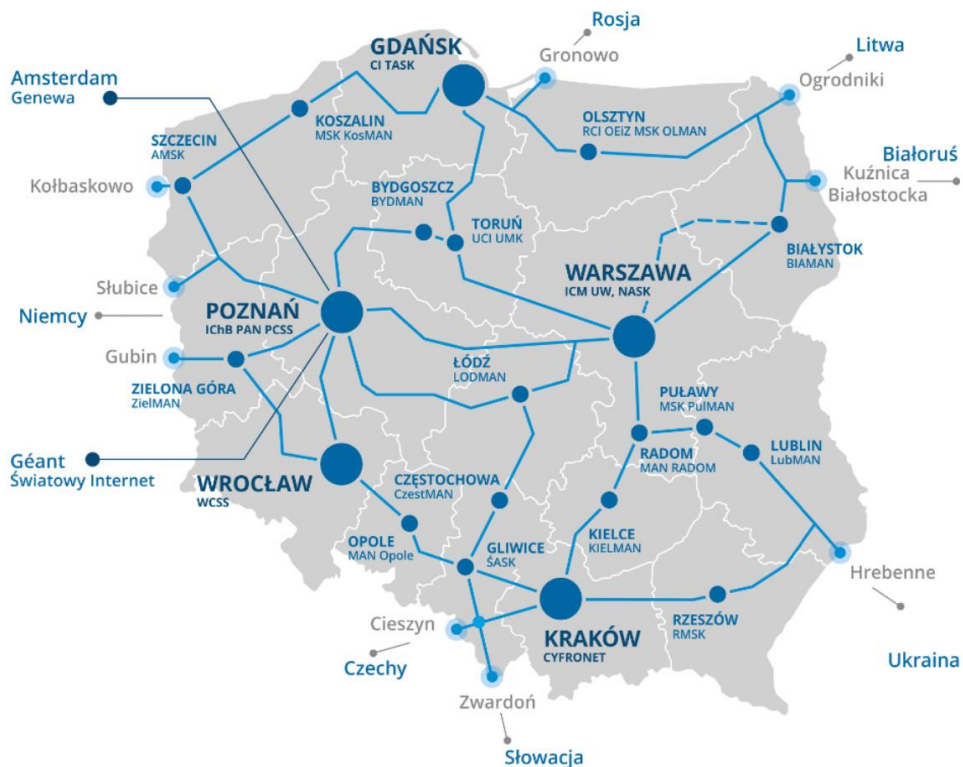 Rosja
Gronowo
GDAŃSK
CI TASK
Litwa
Ogrodniki
Amsterdam
Genewa
KOSZALIN
MSK KosMAN
OLSZTYN
RCI OEiZ MSK OLMAN
SZCZECIN
AMSK
Białoruś
Kuźnica
Białostocka
Kołbaskowo
BYDGOSZCZ
BYDMAN
TORUŃ
UCI UMK
BIAŁYSTOK
BIAMAN
WARSZAWA
ICM UW, NASK
Słubice
POZNAŃ
IChB PAN PCSS
Niemcy
Gubin
ŁÓDŹ
LODMAN
ZIELONA GÓRA
ZielMAN
PUŁAWY
MSK PulMAN
RADOM
MAN RADOM
LUBLIN
LubMAN
Géant
Światowy Internet
WROCŁAW
WCSS
CZĘSTOCHOWA
CzestMAN
OPOLE
MAN Opole
GLIWICE
ŚASK
KIELCE
KIELMAN
Hrebenne
RZESZÓW
RMSK
Cieszyn
Czechy
KRAKÓW
CYFRONET
Ukraina
Zwardoń
Słowacja